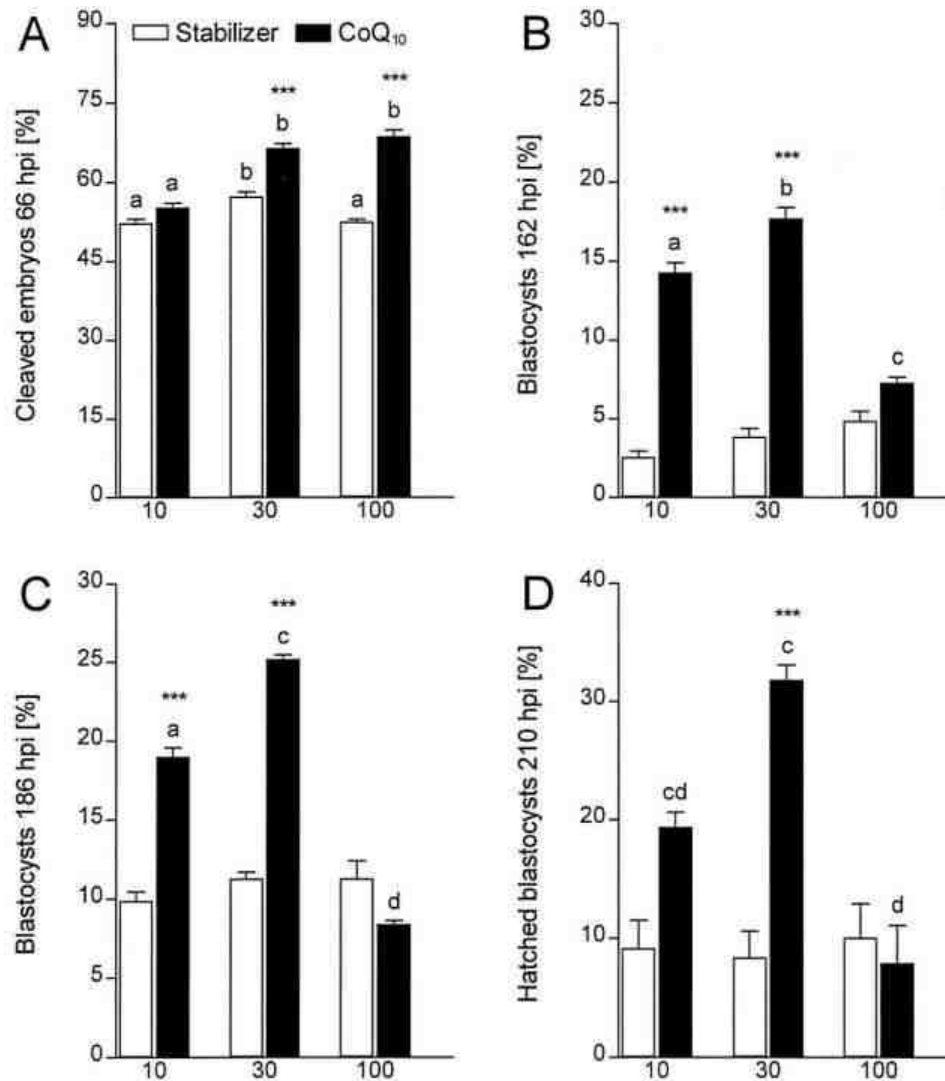 A
Stabilizer CoQ₁₀
Cleaved embryos 66 hpi [%]
90
75
60
45
30
15
0
a a
b *** b
a *** b
10 30 100
B
Blastocysts 162 hpi [%]
30
25
20
15
10
5
0
*** a
*** b
c
10 30 100
C
Blastocysts 186 hpi [%]
30
25
20
15
10
5
0
*** a
*** c
d
10 30 100
D
Hatched blastocysts 210 hpi [%]
40
30
20
10
0
cd
*** c
d
10 30 100